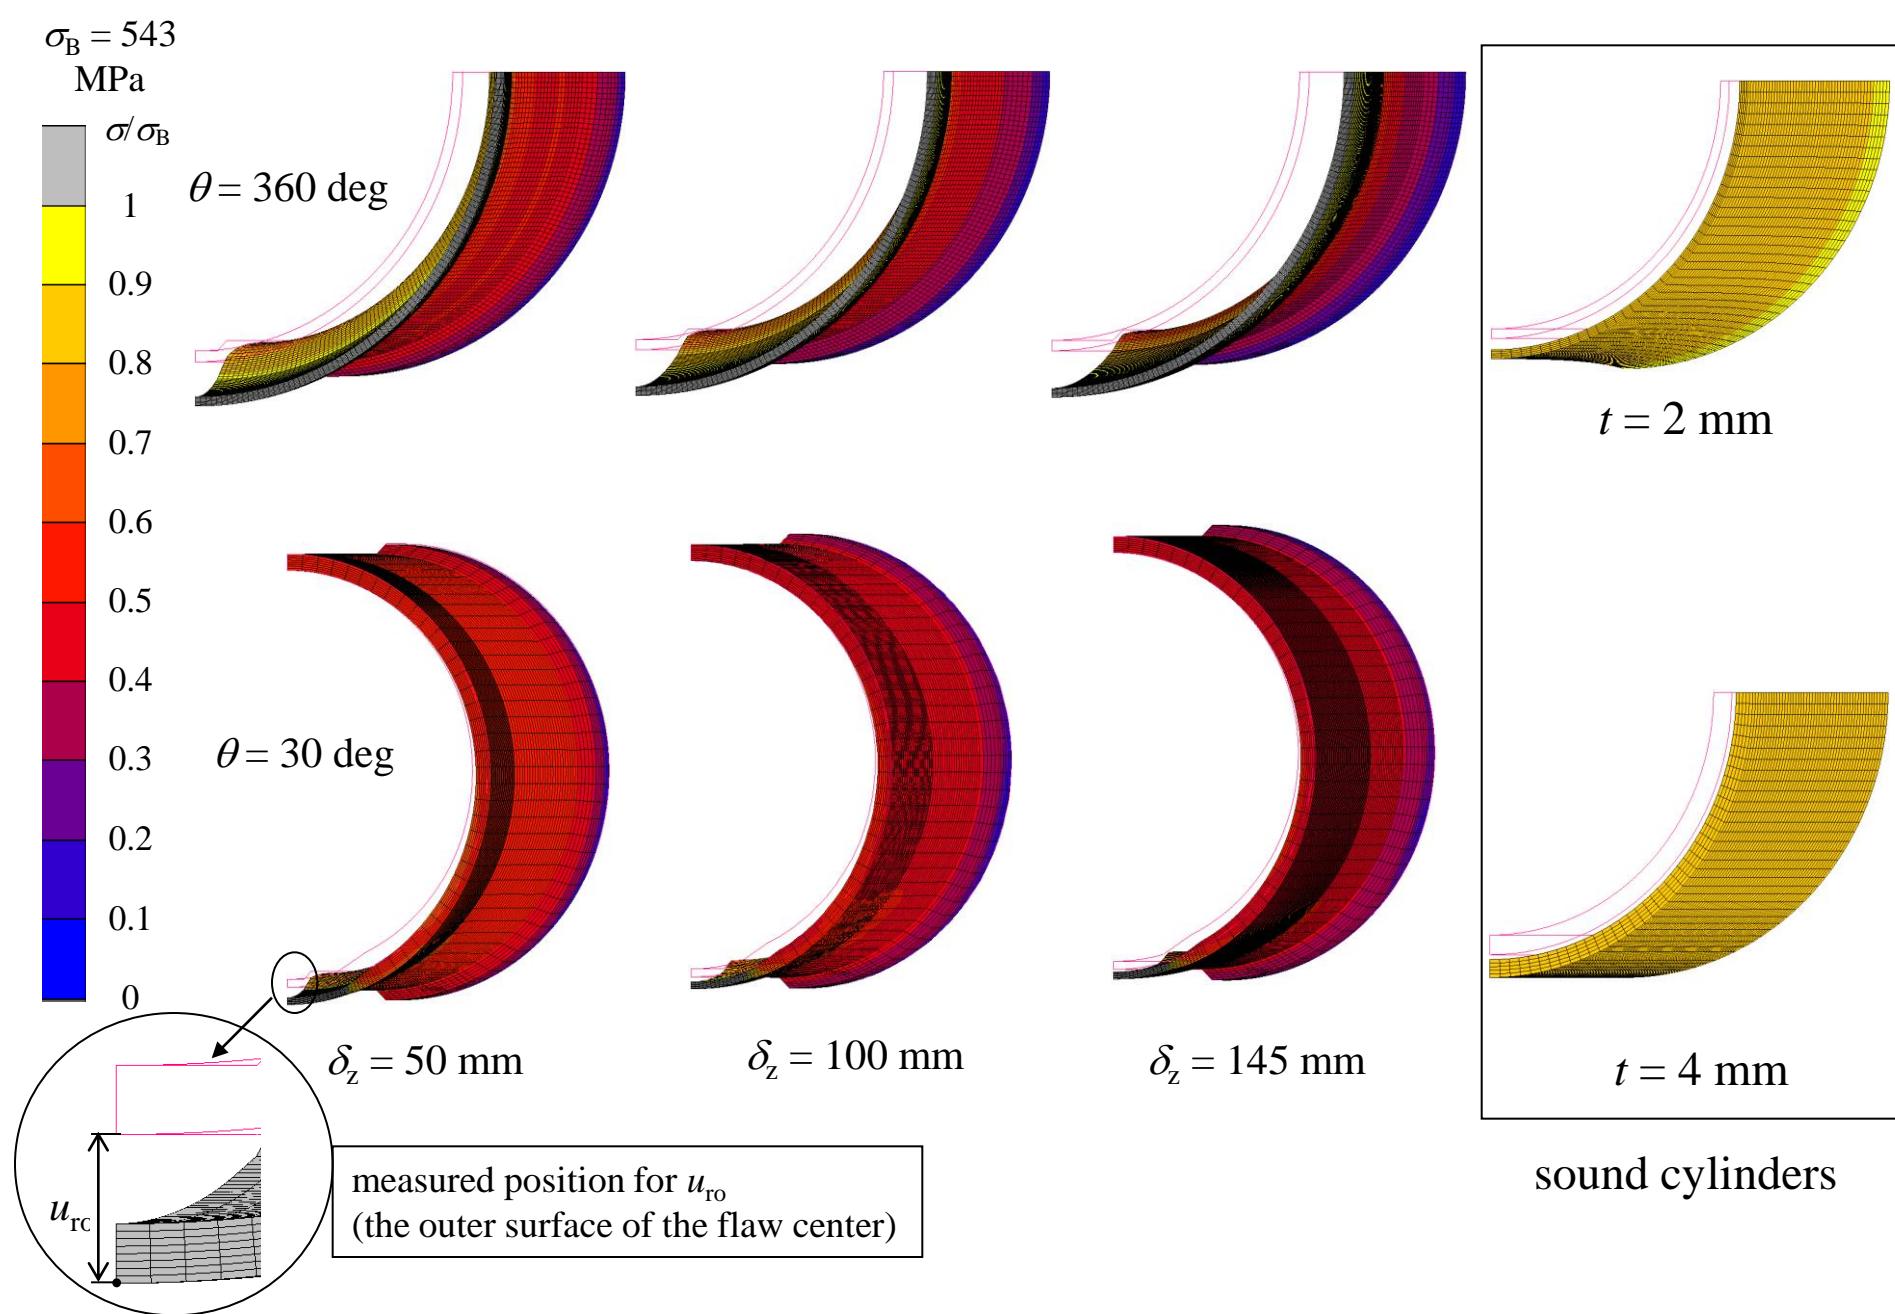 σB = 543
MPa
σ/σB
1
0.9
0.8
0.7
0.6
0.5
0.4
0.3
0.2
0.1
0
θ = 360 deg
θ = 30 deg
δz = 50 mm
δz = 100 mm
δz = 145 mm
t = 2 mm
t = 4 mm
sound cylinders
uro
measured position for uro
(the outer surface of the flaw center)